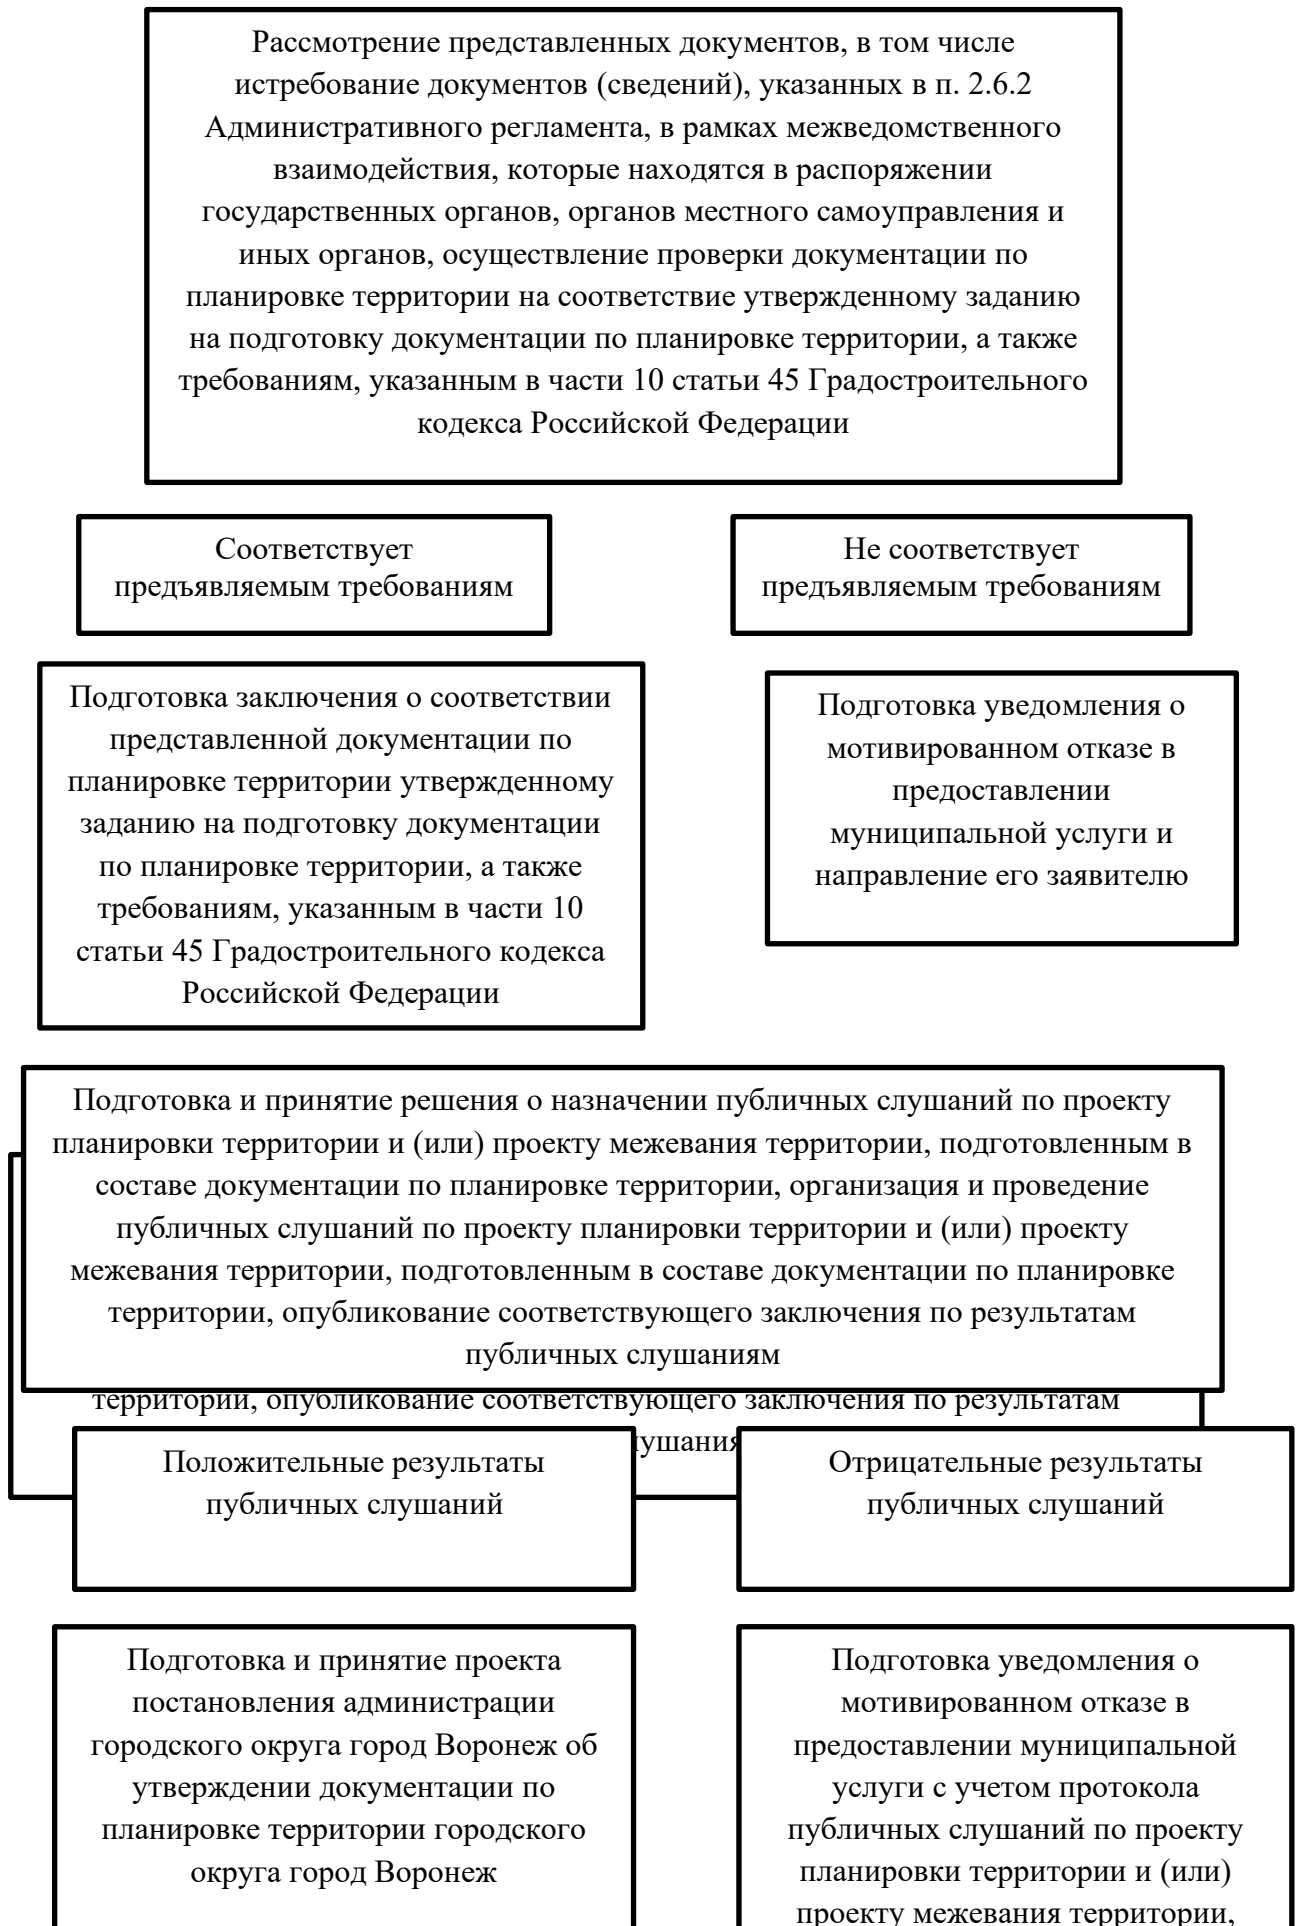 Рассмотрение представленных документов, в том числе
истребование документов (сведений), указанных в п. 2.6.2
Административного регламента, в рамках межведомственного
взаимодействия, которые находятся в распоряжении
государственных органов, органов местного самоуправления и
иных органов, осуществление проверки документации по
планировке территории на соответствие утвержденному заданию
на подготовку документации по планировке территории, а также
требованиям, указанным в части 10 статьи 45 Градостроительного
кодекса Российской Федерации
Соответствует
предъявляемым требованиям
Не соответствует
предъявляемым требованиям
Подготовка заключения о соответствии
представленной документации по
планировке территории утвержденному
заданию на подготовку документации
по планировке территории, а также
требованиям, указанным в части 10
статьи 45 Градостроительного кодекса
Российской Федерации
Подготовка уведомления о
мотивированном отказе в
предоставлении
муниципальной услуги и
направление его заявителю
Подготовка и принятие решения о назначении публичных слушаний по проекту
планировки территории и (или) проекту межевания территории, подготовленным в
составе документации по планировке территории, организация и проведение
публичных слушаний по проекту планировки территории и (или) проекту
межевания территории, подготовленным в составе документации по планировке
территории, опубликование соответствующего заключения по результатам
публичных слушаниям
территории, опубликование соответствующего заключения по результатам
Положительные результаты
публичных слушаний
Отрицательные результаты
публичных слушаний
Подготовка и принятие проекта
постановления администрации
городского округа город Воронеж об
утверждении документации по
планировке территории городского
округа город Воронеж
Подготовка уведомления о
мотивированном отказе в
предоставлении муниципальной
услуги с учетом протокола
публичных слушаний по проекту
планировки территории и (или)
проекту межевания территории,